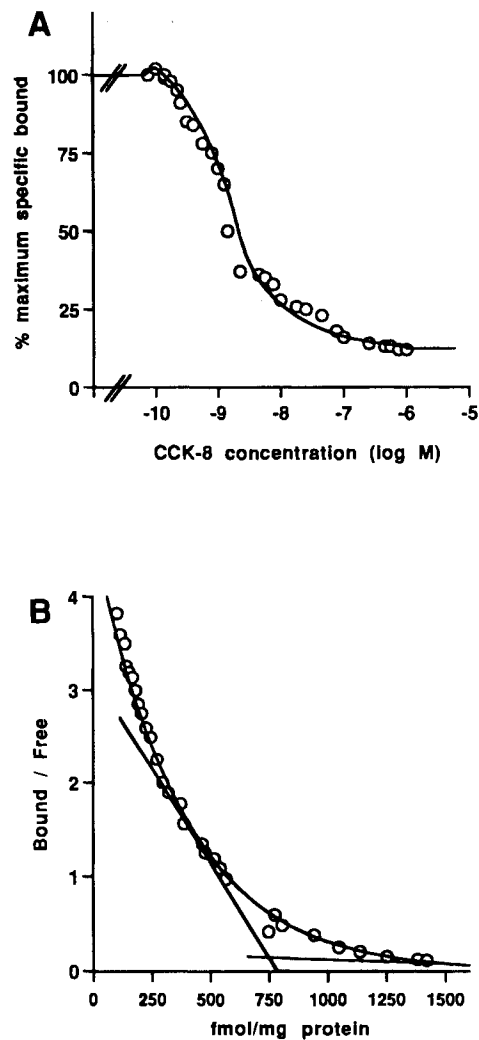 A
% maximum specific bound
100
75
50
25
0
-10 -9 -8 -7 -6 -5
CCK-8 concentration (log M)
B
Bound / Free
4
3
2
1
0
0 250 500 750 1000 1250 1500
fmol/mg protein